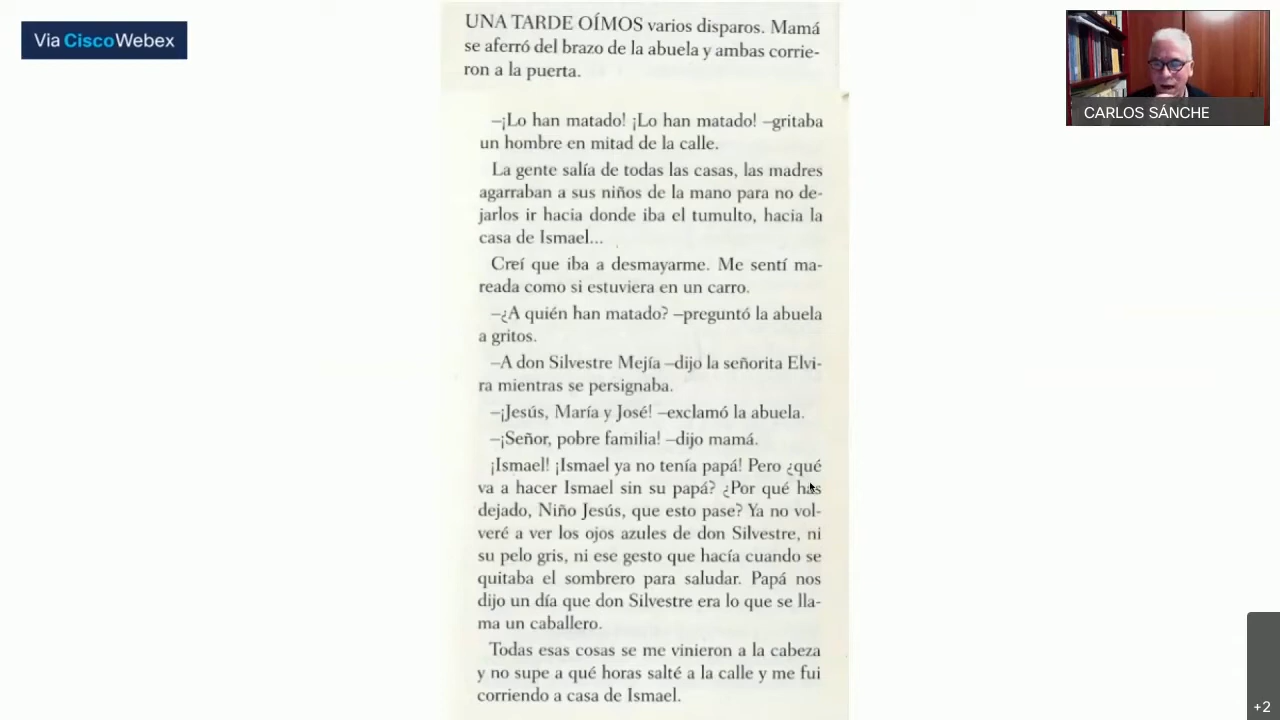 Via Cisco Webex
UNA TARDE OÍMOS varios disparos. Mamá
se aferró del brazo de la abuela y ambas corrie-
ron a la puerta.
–¡Lo han matado! ¡Lo han matado! –gritaba
un hombre en mitad de la calle.
La gente salía de todas las casas, las madres
agarraban a sus niños de la mano para no de-
jarlos ir hacia donde iba el tumulto, hacia la
casa de Ismael...
Creí que iba a desmayarme. Me sentí ma-
reada como si estuviera en un carro.
–¿A quién han matado? –preguntó la abuela
a gritos.
–A don Silvestre Mejía –dijo la señorita Elvi-
ra mientras se persignaba.
–¡Jesús, María y José! –exclamó la abuela.
–¡Señor, pobre familia! –dijo mamá.
¡Ismael! ¡Ismael ya no tenía papá! Pero ¿qué
va a hacer Ismael sin su papá? ¿Por qué has
dejado, Niño Jesús, que esto pase? Ya no vol-
veré a ver los ojos azules de don Silvestre, ni
su pelo gris, ni ese gesto que hacía cuando se
quitaba el sombrero para saludar. Papá nos
dijo un día que don Silvestre era lo que se lla-
ma un caballero.
Todas esas cosas se me vinieron a la cabeza
y no supe a qué horas salté a la calle y me fui
corriendo a casa de Ismael.
CARLOS SÁNCHE
+2